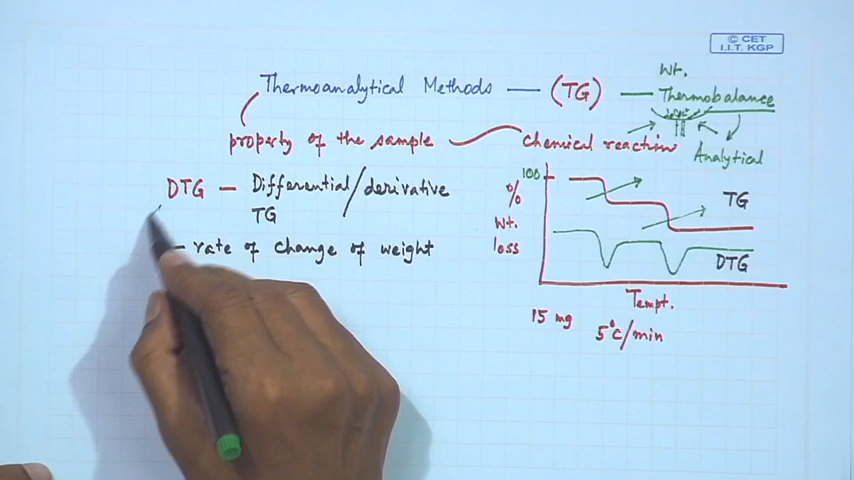 © CET
I.I.T. KGP
Thermoanalytical Methods — (TG) — Thermobalance
Wt.
property of the sample
chemical reaction
Analytical
DTG — Differential/derivative
TG
— rate of change of weight
100
%
Wt.
loss
TG
DTG
Tempt.
15 mg
5°C/min